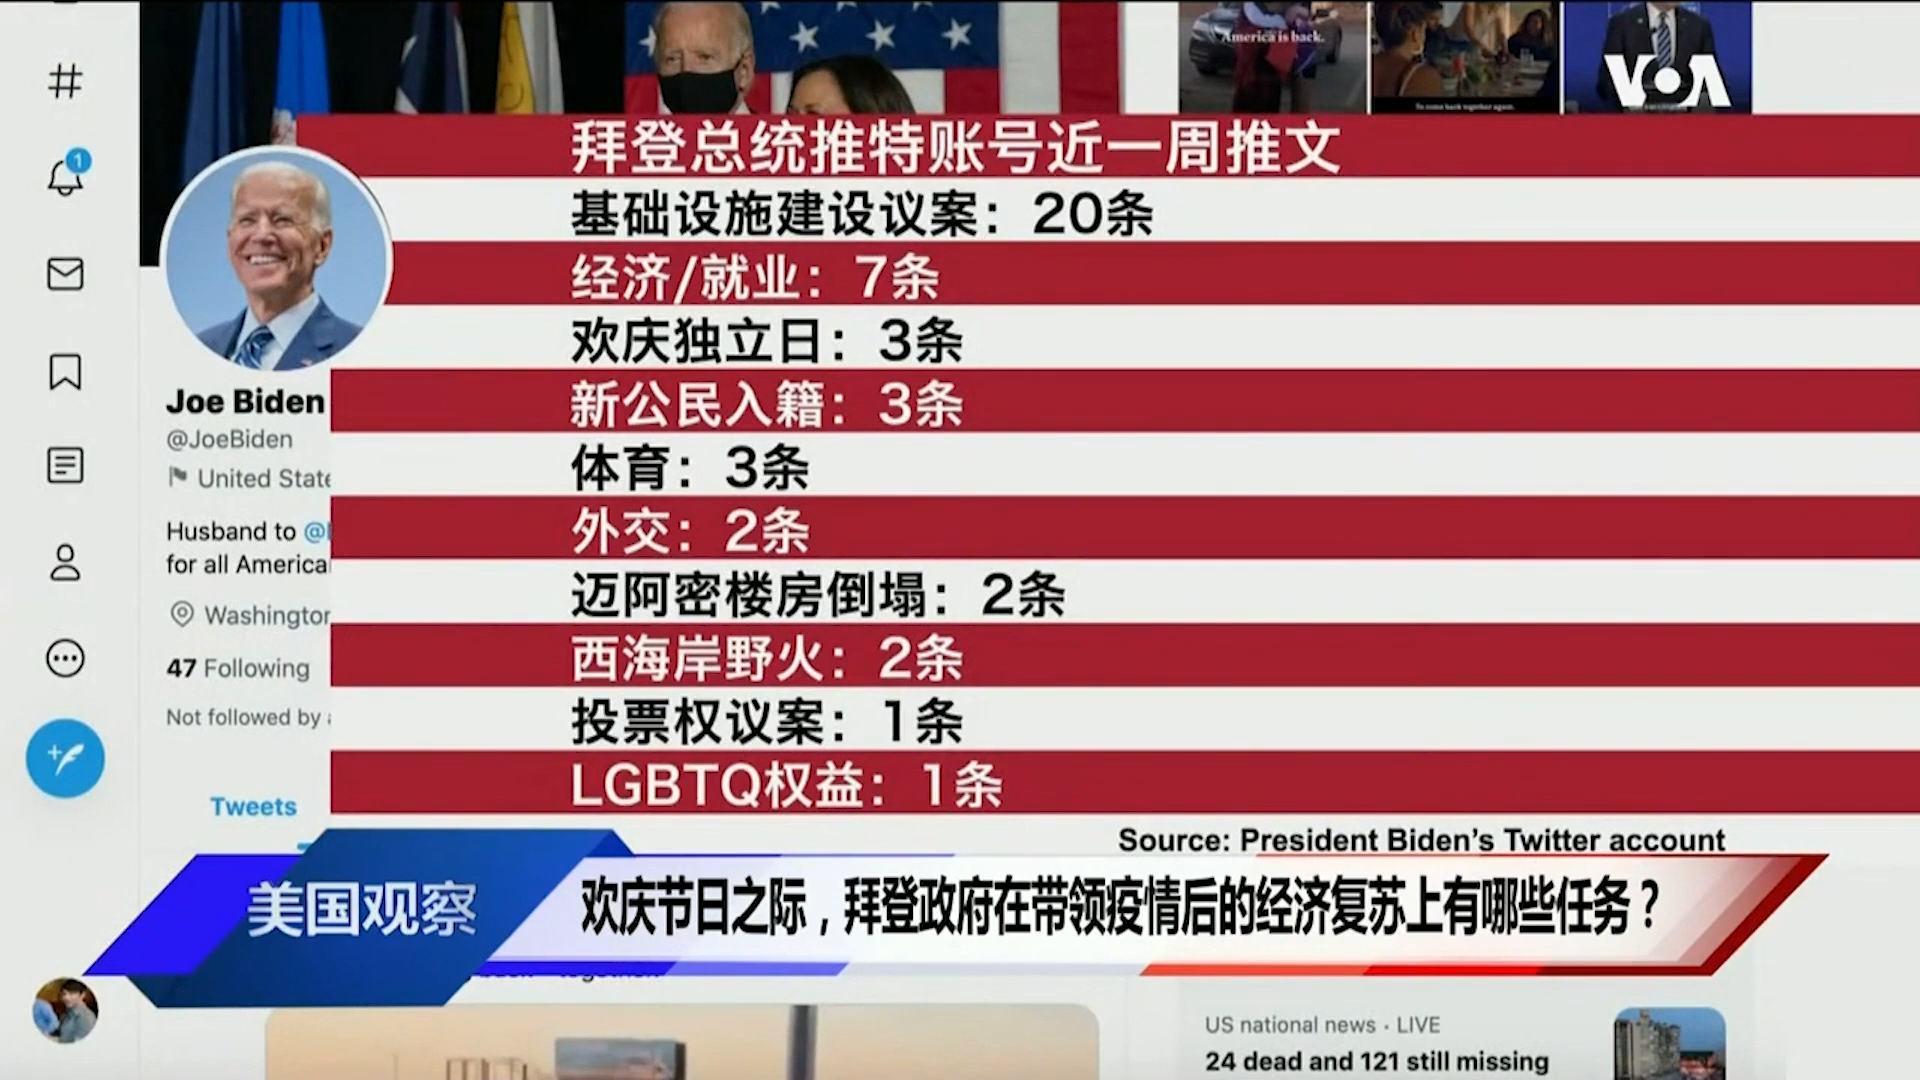 America is back.
To come back together again.
VOA
1
拜登总统推特账号近一周推文
基础设施建设议案：20条
经济/就业：7条
欢庆独立日：3条
新公民入籍：3条
体育：3条
外交：2条
迈阿密楼房倒塌：2条
西海岸野火：2条
投票权议案：1条
LGBTQ权益：1条
Source: President Biden's Twitter account
Joe Biden
@JoeBiden
United State
Husband to @
for all America
Washington
47 Following
Not followed by
Tweets
美国观察
欢庆节日之际，拜登政府在带领疫情后的经济复苏上有哪些任务？
US national news · LIVE
24 dead and 121 still missing